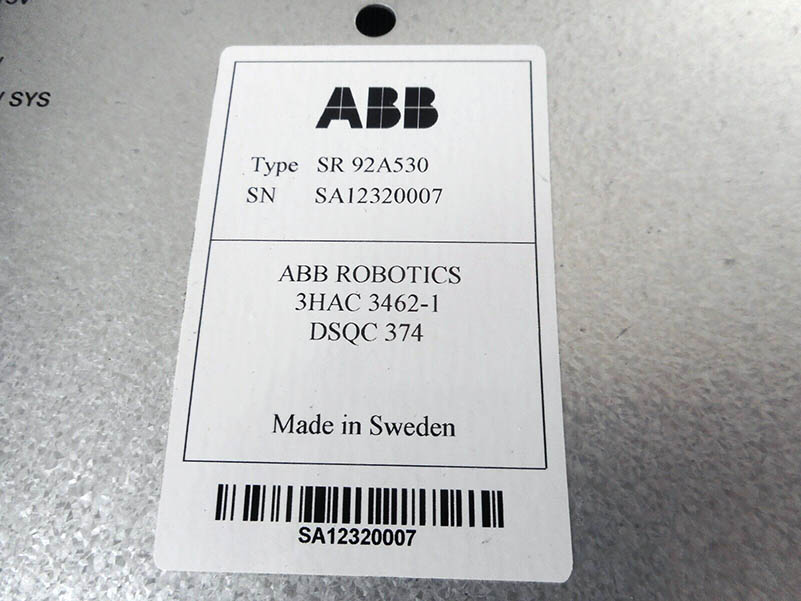 SYS
ABB
Type SR 92A530
SN SA12320007
ABB ROBOTICS
3HAC 3462-1
DSQC 374
Made in Sweden
SA12320007